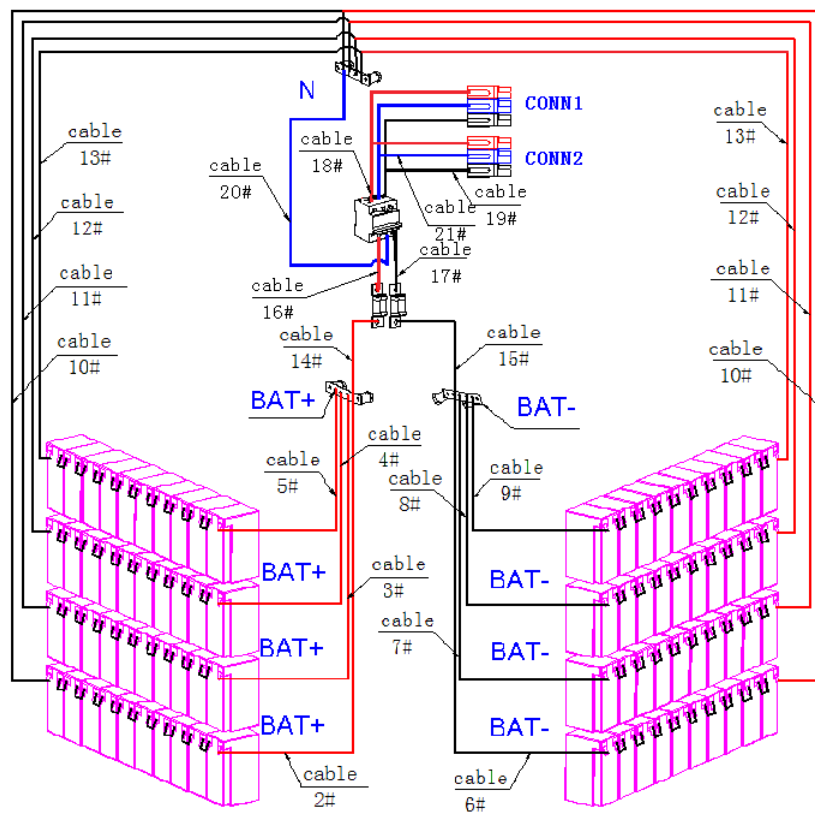 N
CONN1
CONN2
cable
13#
cable
12#
cable
11#
cable
10#
cable
20#
cable
18#
cable
19#
cable
21#
cable
17#
cable
16#
cable
14#
cable
15#
cable
13#
cable
12#
cable
11#
cable
10#
BAT+
BAT-
cable
4#
cable
5#
cable
8#
cable
9#
BAT+
BAT-
cable
3#
cable
7#
BAT+
BAT-
BAT+
BAT-
cable
2#
cable
6#